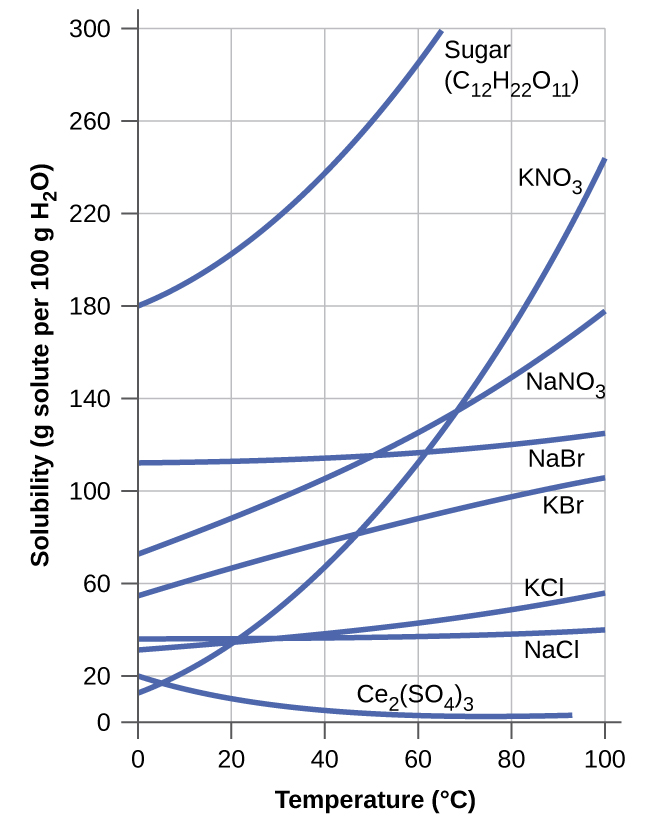 300
260
220
180
140
100
60
20
0
Solubility (g solute per 100 g H₂O)
Sugar
(C₁₂H₂₂O₁₁)
KNO₃
NaNO₃
NaBr
KBr
KCl
NaCl
Ce₂(SO₄)₃
0 20 40 60 80 100
Temperature (°C)